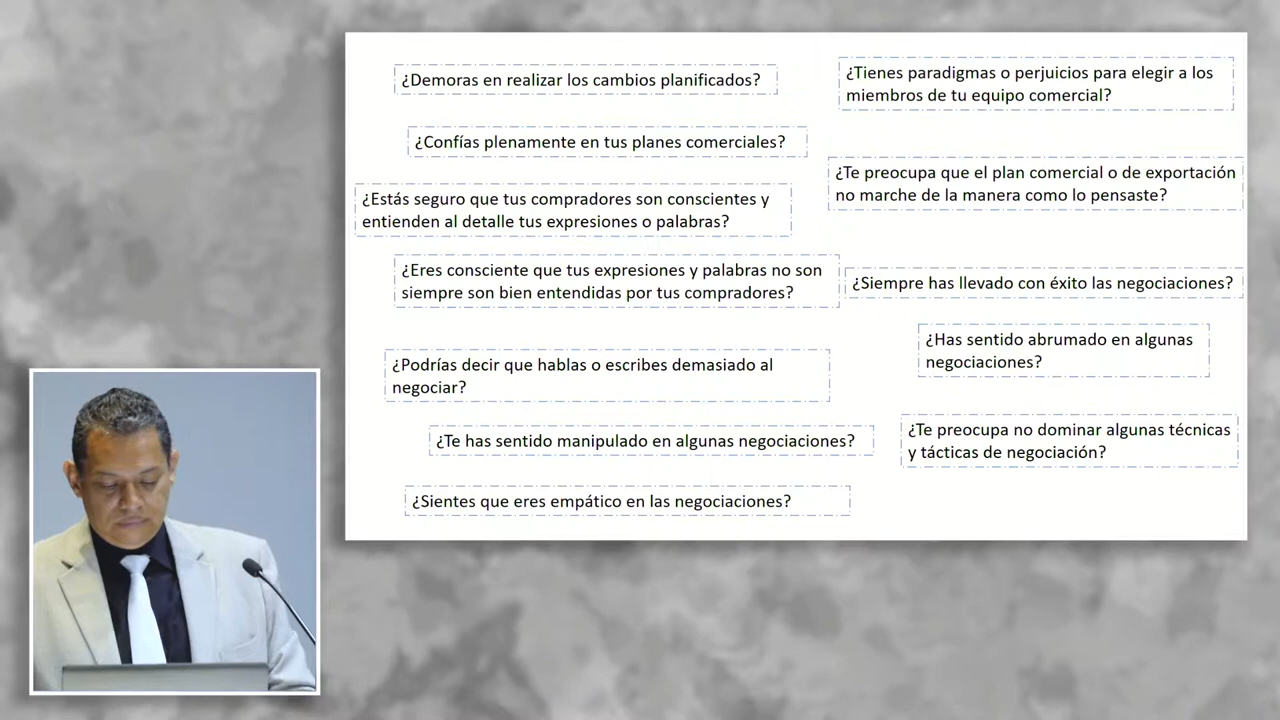 ¿Demoras en realizar los cambios planificados?
¿Confías plenamente en tus planes comerciales?
¿Estás seguro que tus compradores son conscientes y
entienden al detalle tus expresiones o palabras?
¿Eres consciente que tus expresiones y palabras no son
siempre son bien entendidas por tus compradores?
¿Podrías decir que hablas o escribes demasiado al
negociar?
¿Te has sentido manipulado en algunas negociaciones?
¿Sientes que eres empático en las negociaciones?
¿Tienes paradigmas o perjuicios para elegir a los
miembros de tu equipo comercial?
¿Te preocupa que el plan comercial o de exportación
no marche de la manera como lo pensaste?
¿Siempre has llevado con éxito las negociaciones?
¿Has sentido abrumado en algunas
negociaciones?
¿Te preocupa no dominar algunas técnicas
y tácticas de negociación?